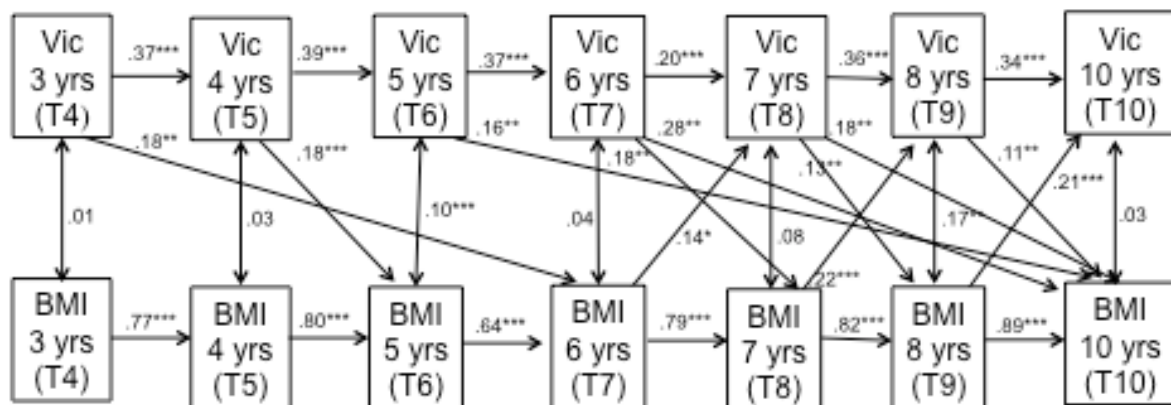 Vic
3 yrs
(T4)
.37***
Vic
4 yrs
(T5)
.39***
Vic
5 yrs
(T6)
.37***
Vic
6 yrs
(T7)
.20***
Vic
7 yrs
(T8)
.36***
Vic
8 yrs
(T9)
.34***
Vic
10 yrs
(T10)
.18**
.18***
.16**
.18**
.28**
.13**
.18**
.11**
.21***
.01
.03
.10***
.04
.14*
.08
.22***
.17**
.03
BMI
3 yrs
(T4)
.77***
BMI
4 yrs
(T5)
.80***
BMI
5 yrs
(T6)
.64***
BMI
6 yrs
(T7)
.79***
BMI
7 yrs
(T8)
.82***
BMI
8 yrs
(T9)
.89***
BMI
10 yrs
(T10)